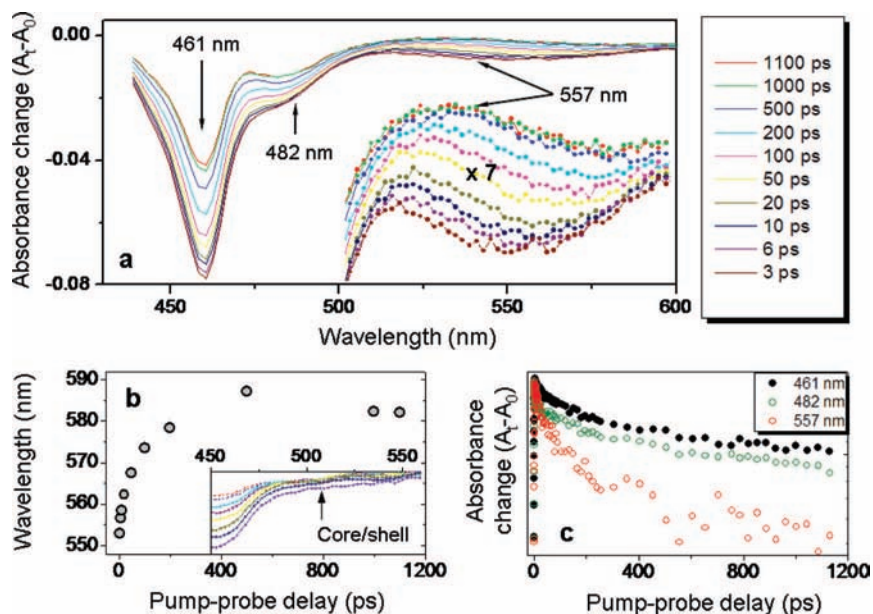 0.00
-0.04
-0.08
Absorbance change (Aₜ-A₀)
461 nm
482 nm
557 nm
x 7
a
450
500
550
600
Wavelength (nm)
1100 ps
1000 ps
500 ps
200 ps
100 ps
50 ps
20 ps
10 ps
6 ps
3 ps
590
580
570
560
550
Wavelength (nm)
b
450
500
550
Core/shell
0
400
800
1200
Pump-probe delay (ps)
Absorbance
change (Aₜ-A₀)
461 nm
482 nm
557 nm
c
0
400
800
1200
Pump-probe delay (ps)